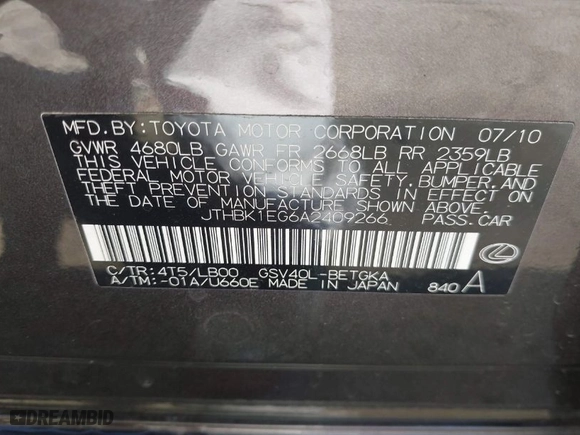 MFD.BY:TOYOTA MOTOR CORPORATION 07/10
GVWR 4680LB GAWR FR 2668LB RR 2359LB
THIS VEHICLE CONFORMS TO ALL APPLICABLE
FEDERAL MOTOR VEHICLE SAFETY,BUMPER, AND
THEFT PREVENTION STANDARDS IN EFFECT ON
THE DATE OF MANUFACTURE SHOWN ABOVE.
JTHBK1EG6A2409266 PASS.CAR
C/TR:4T5/LB00 GSV40L-BETGKA
A/TM:-01A/U660E MADE IN JAPAN 840 A
DREAMBID